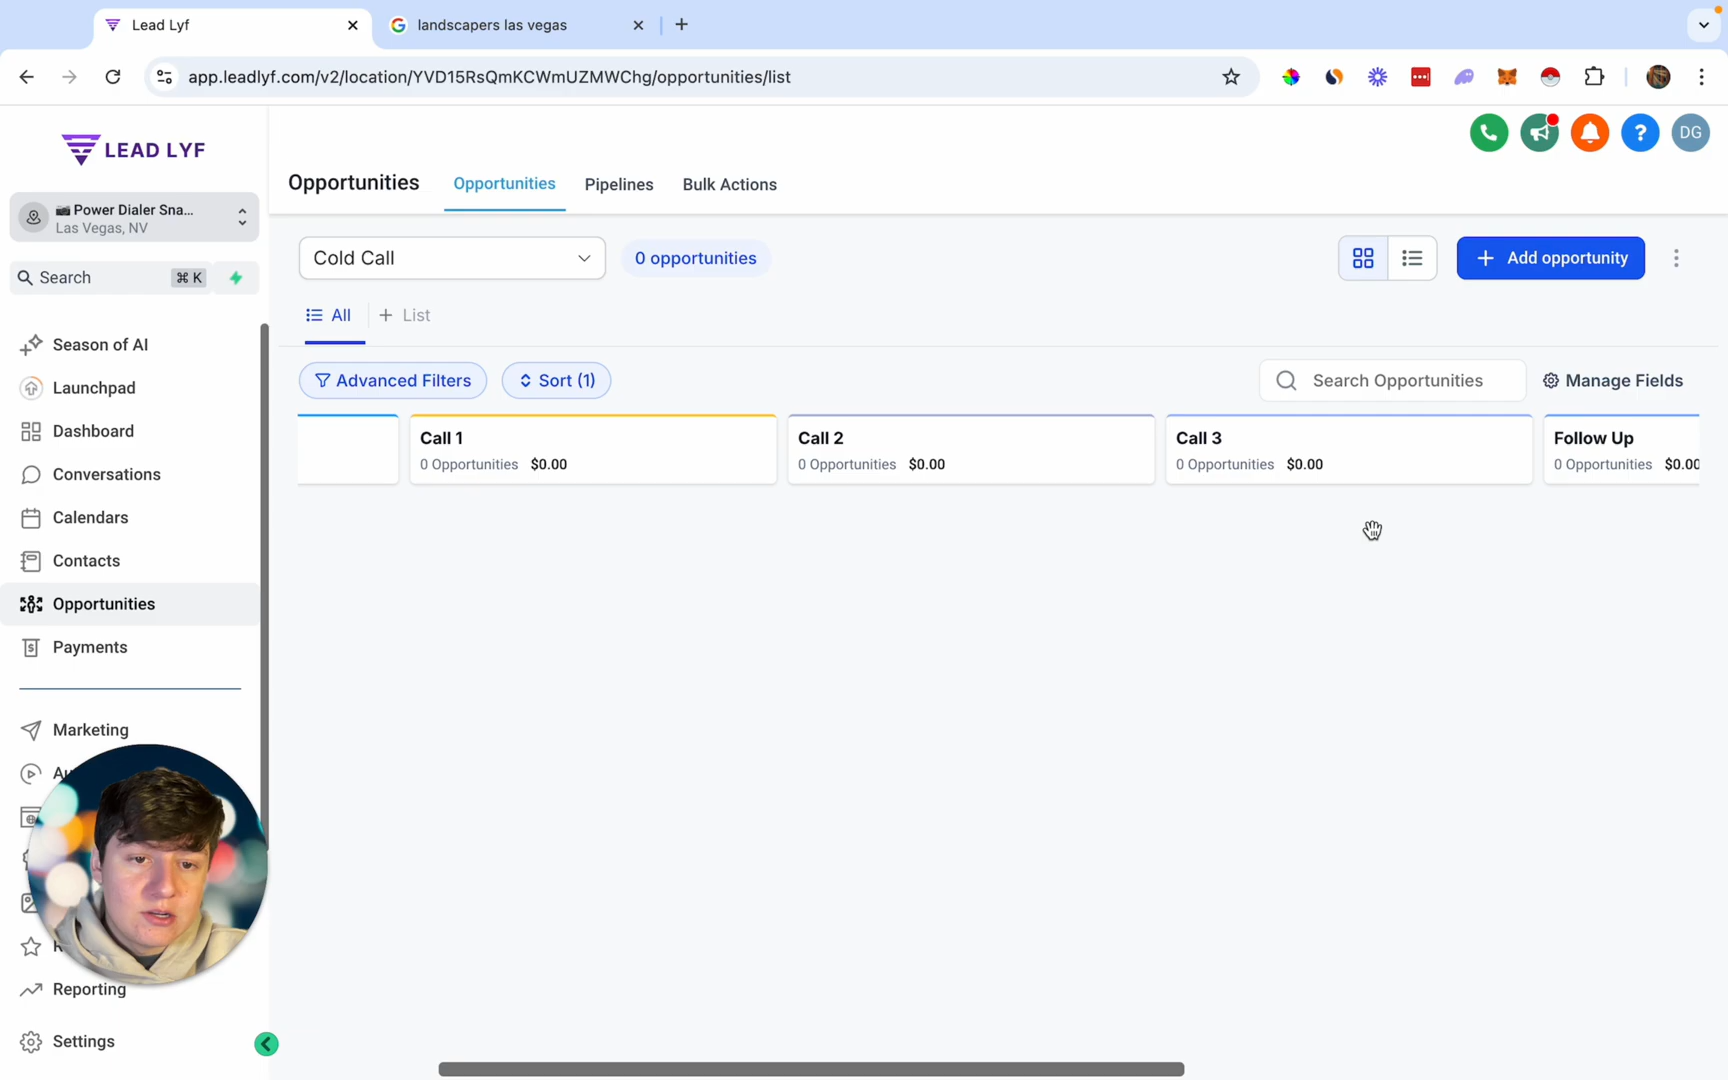 Lead Lyf
landscapers las vegas
app.leadlyf.com/v2/location/YVD15RsQmKCWmUZMWChg/opportunities/list
LEAD LYF
Opportunities
Opportunities
Pipelines
Bulk Actions
DG
Power Dialer Sna...
Las Vegas, NV
Search
⌘ K
Cold Call
0 opportunities
+ Add opportunity
All
+ List
Advanced Filters
Sort (1)
Search Opportunities
Manage Fields
Call 1
0 Opportunities $0.00
Call 2
0 Opportunities $0.00
Call 3
0 Opportunities $0.00
Follow Up
0 Opportunities $0.00
Season of AI
Launchpad
Dashboard
Conversations
Calendars
Contacts
Opportunities
Payments
Marketing
Reporting
Settings